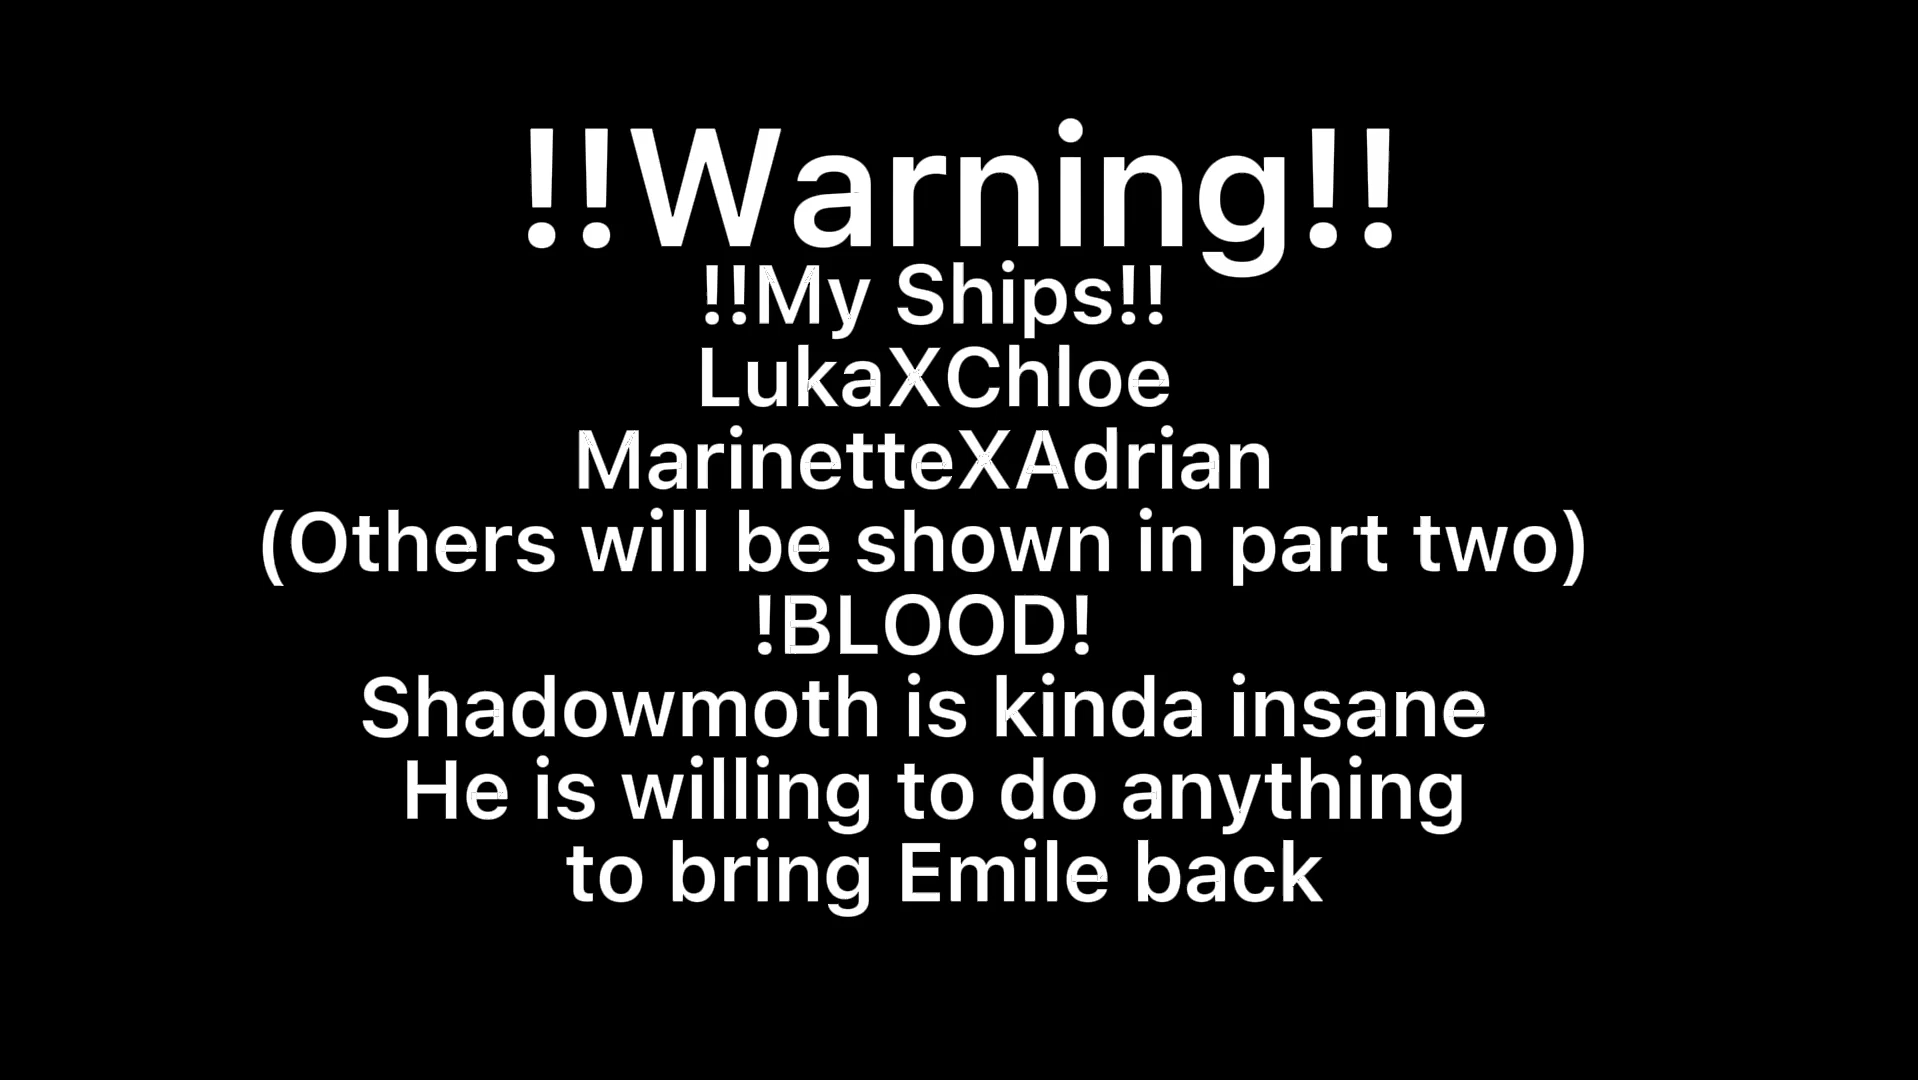 !!Warning!!
!!My Ships!!
LukaXChloe
MarinetteXAdrian
(Others will be shown in part two)
!BLOOD!
Shadowmoth is kinda insane
He is willing to do anything
to bring Emile back